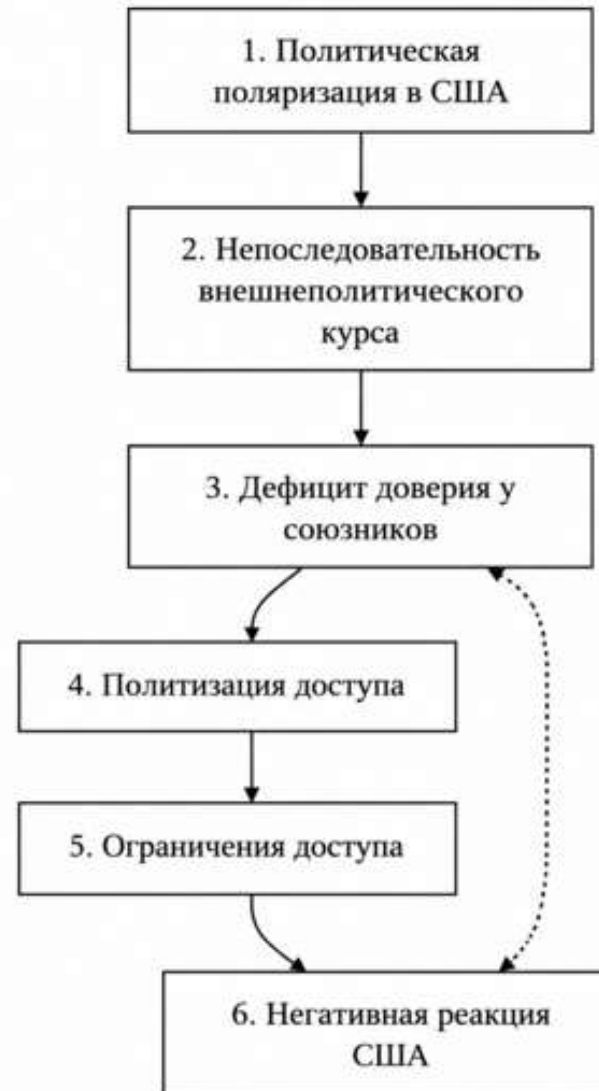 1. Политическая
поляризация в США
2. Непоследовательность
внешнеполитического
курса
3. Дефицит доверия у
союзников
4. Политизация доступа
5. Ограничения доступа
6. Негативная реакция
США